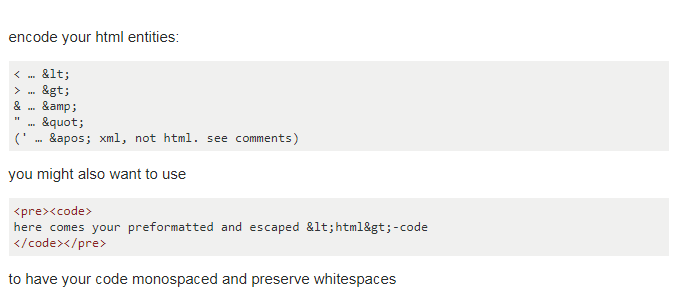 encode your html entities:
< … &lt;
> … &gt;
& … &amp;
" … &quot;
(' … &apos; xml, not html. see comments)
you might also want to use
<pre><code>
here comes your preformatted and escaped &lt;html&gt;-code
</code></pre>
to have your code monospaced and preserve whitespaces